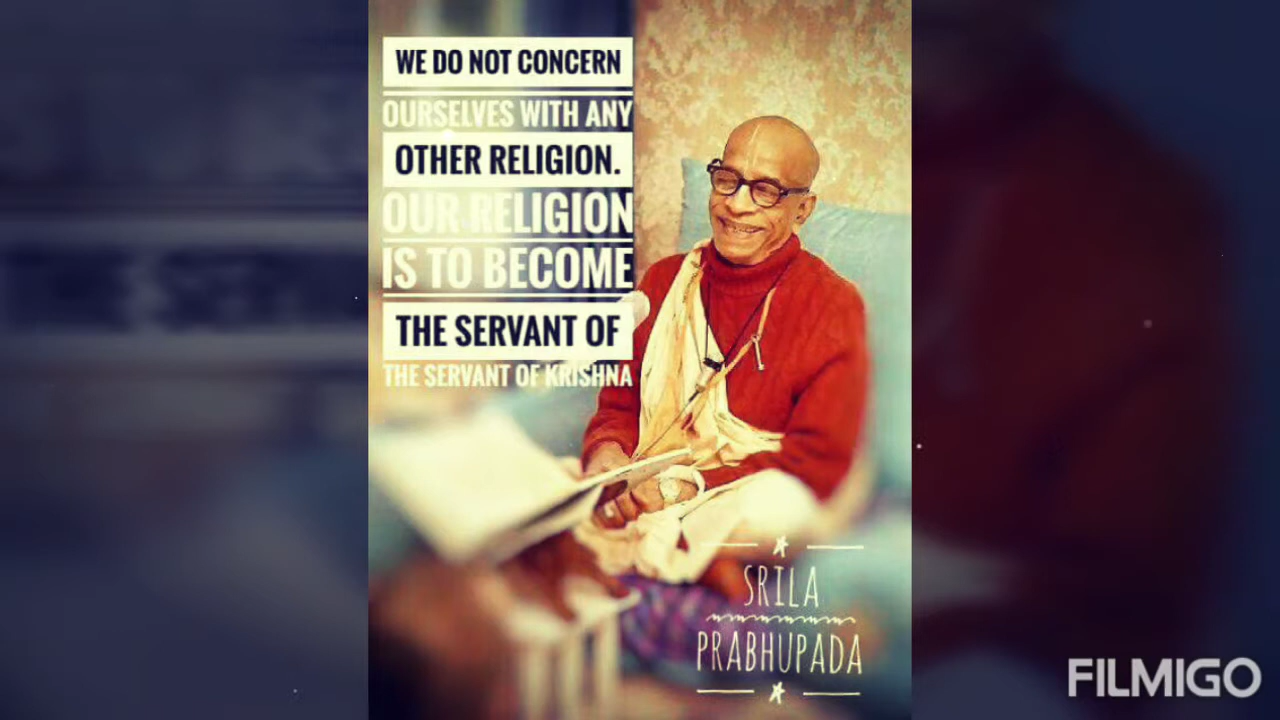 WE DO NOT CONCERN
OURSELVES WITH ANY
OTHER RELIGION.
OUR RELIGION
IS TO BECOME
THE SERVANT OF
THE SERVANT OF KRISHNA
SRILA
PRABHUPADA
FILMIGO